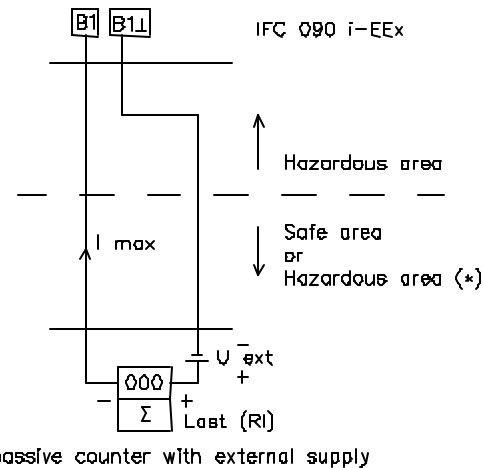 B1 B1⊥ IFC 090 i-EEx
Hazardous area
Safe area
or
Hazardous area (*)
I max
−
U ext
+
000
− +
Σ
Last (RI)
passive counter with external supply